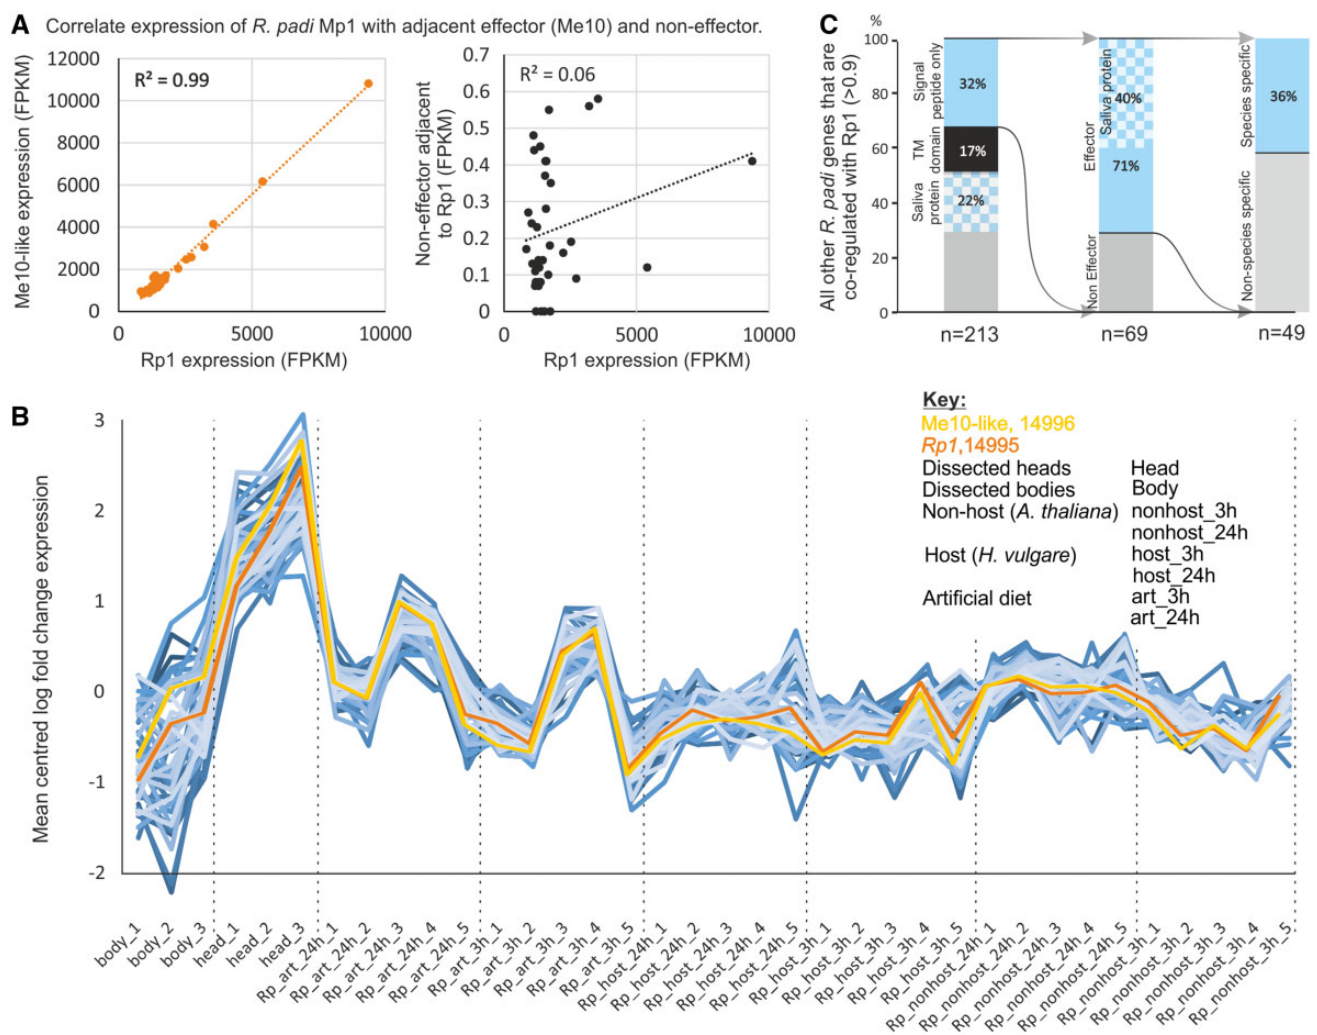 A Correlate expression of R. padi Mp1 with adjacent effector (Me10) and non-effector.
Me10-like expression (FPKM)
12000
10000
8000
6000
4000
2000
0
R² = 0.99
0 5000 10000
Rp1 expression (FPKM)
Non-effector adjacent
to Rp1 (FPKM)
0.7
0.6
0.5
0.4
0.3
0.2
0.1
0
R² = 0.06
0 5000 10000
Rp1 expression (FPKM)
C
%
All other R. padi genes that are
co-regulated with Rp1 (>0.9)
100
80
60
40
20
0
Signal
peptide only
TM
domain
Saliva
protein
32%
17%
22%
n=213
Saliva protein
Effector
Non Effector
40%
71%
n=69
Species specific
Non-species specific
36%
n=49
B
Mean centred log fold change expression
3
2
1
0
-1
-2
Key:
Me10-like, 14996
Rp1,14995
Dissected heads Head
Dissected bodies Body
Non-host (A. thaliana) nonhost_3h
nonhost_24h
Host (H. vulgare) host_3h
host_24h
Artificial diet art_3h
art_24h
body_1
body_2
body_3
head_1
head_2
head_3
Rp_art_24h_1
Rp_art_24h_2
Rp_art_24h_3
Rp_art_24h_4
Rp_art_24h_5
Rp_art_3h_1
Rp_art_3h_2
Rp_art_3h_3
Rp_art_3h_4
Rp_art_3h_5
Rp_host_24h_1
Rp_host_24h_2
Rp_host_24h_3
Rp_host_24h_4
Rp_host_24h_5
Rp_host_3h_1
Rp_host_3h_2
Rp_host_3h_3
Rp_host_3h_4
Rp_host_3h_5
Rp_nonhost_24h_1
Rp_nonhost_24h_2
Rp_nonhost_24h_3
Rp_nonhost_24h_4
Rp_nonhost_24h_5
Rp_nonhost_3h_1
Rp_nonhost_3h_2
Rp_nonhost_3h_3
Rp_nonhost_3h_4
Rp_nonhost_3h_5